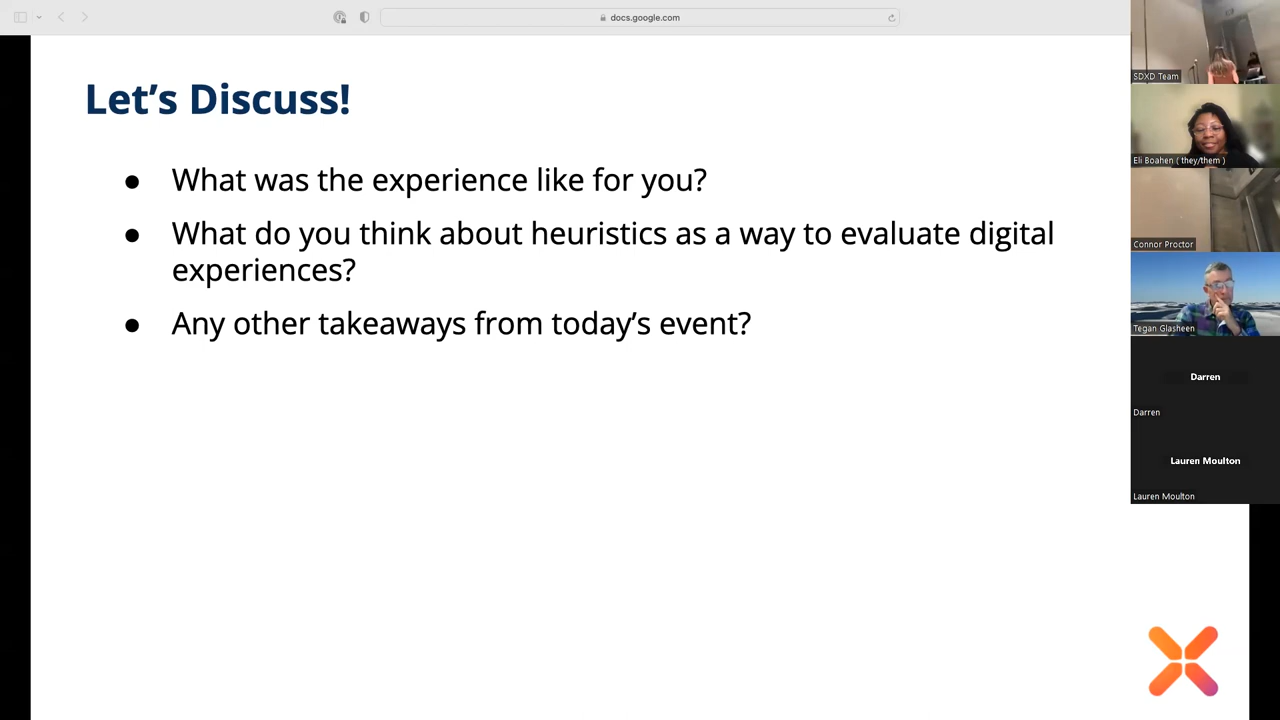 docs.google.com
Let’s Discuss!
● What was the experience like for you?
● What do you think about heuristics as a way to evaluate digital
experiences?
● Any other takeaways from today’s event?
SDXD Team
Eli Boahen ( they/them )
Connor Proctor
Tegan Glasheen
Darren
Darren
Lauren Moulton
Lauren Moulton